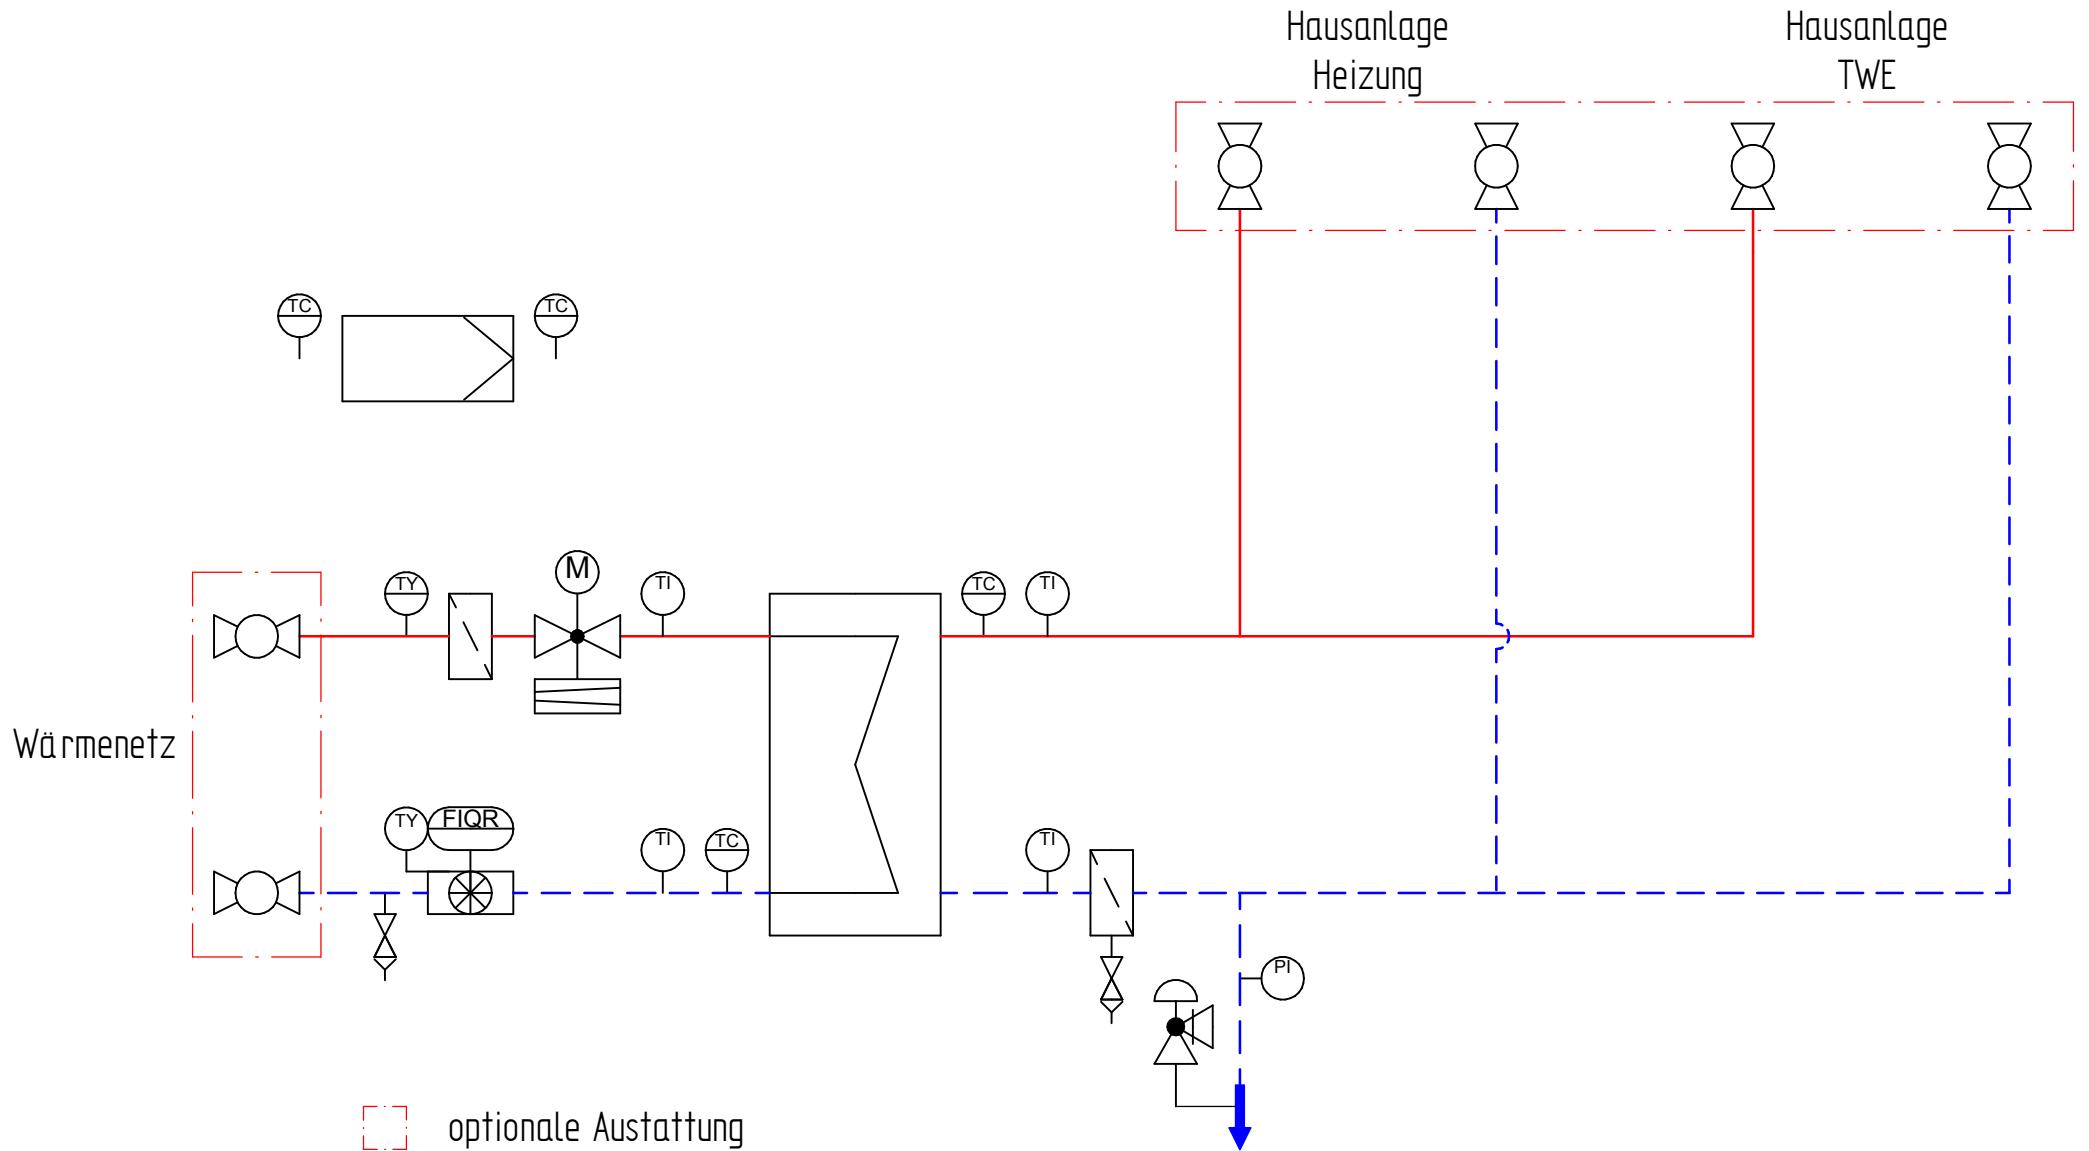 Hausanlage
Heizung
Hausanlage
TWE
TC
TC
TY
M
TI
TC
TI
Wärmenetz
TY
FIQR
TI
TC
TI
PI
optionale Austattung